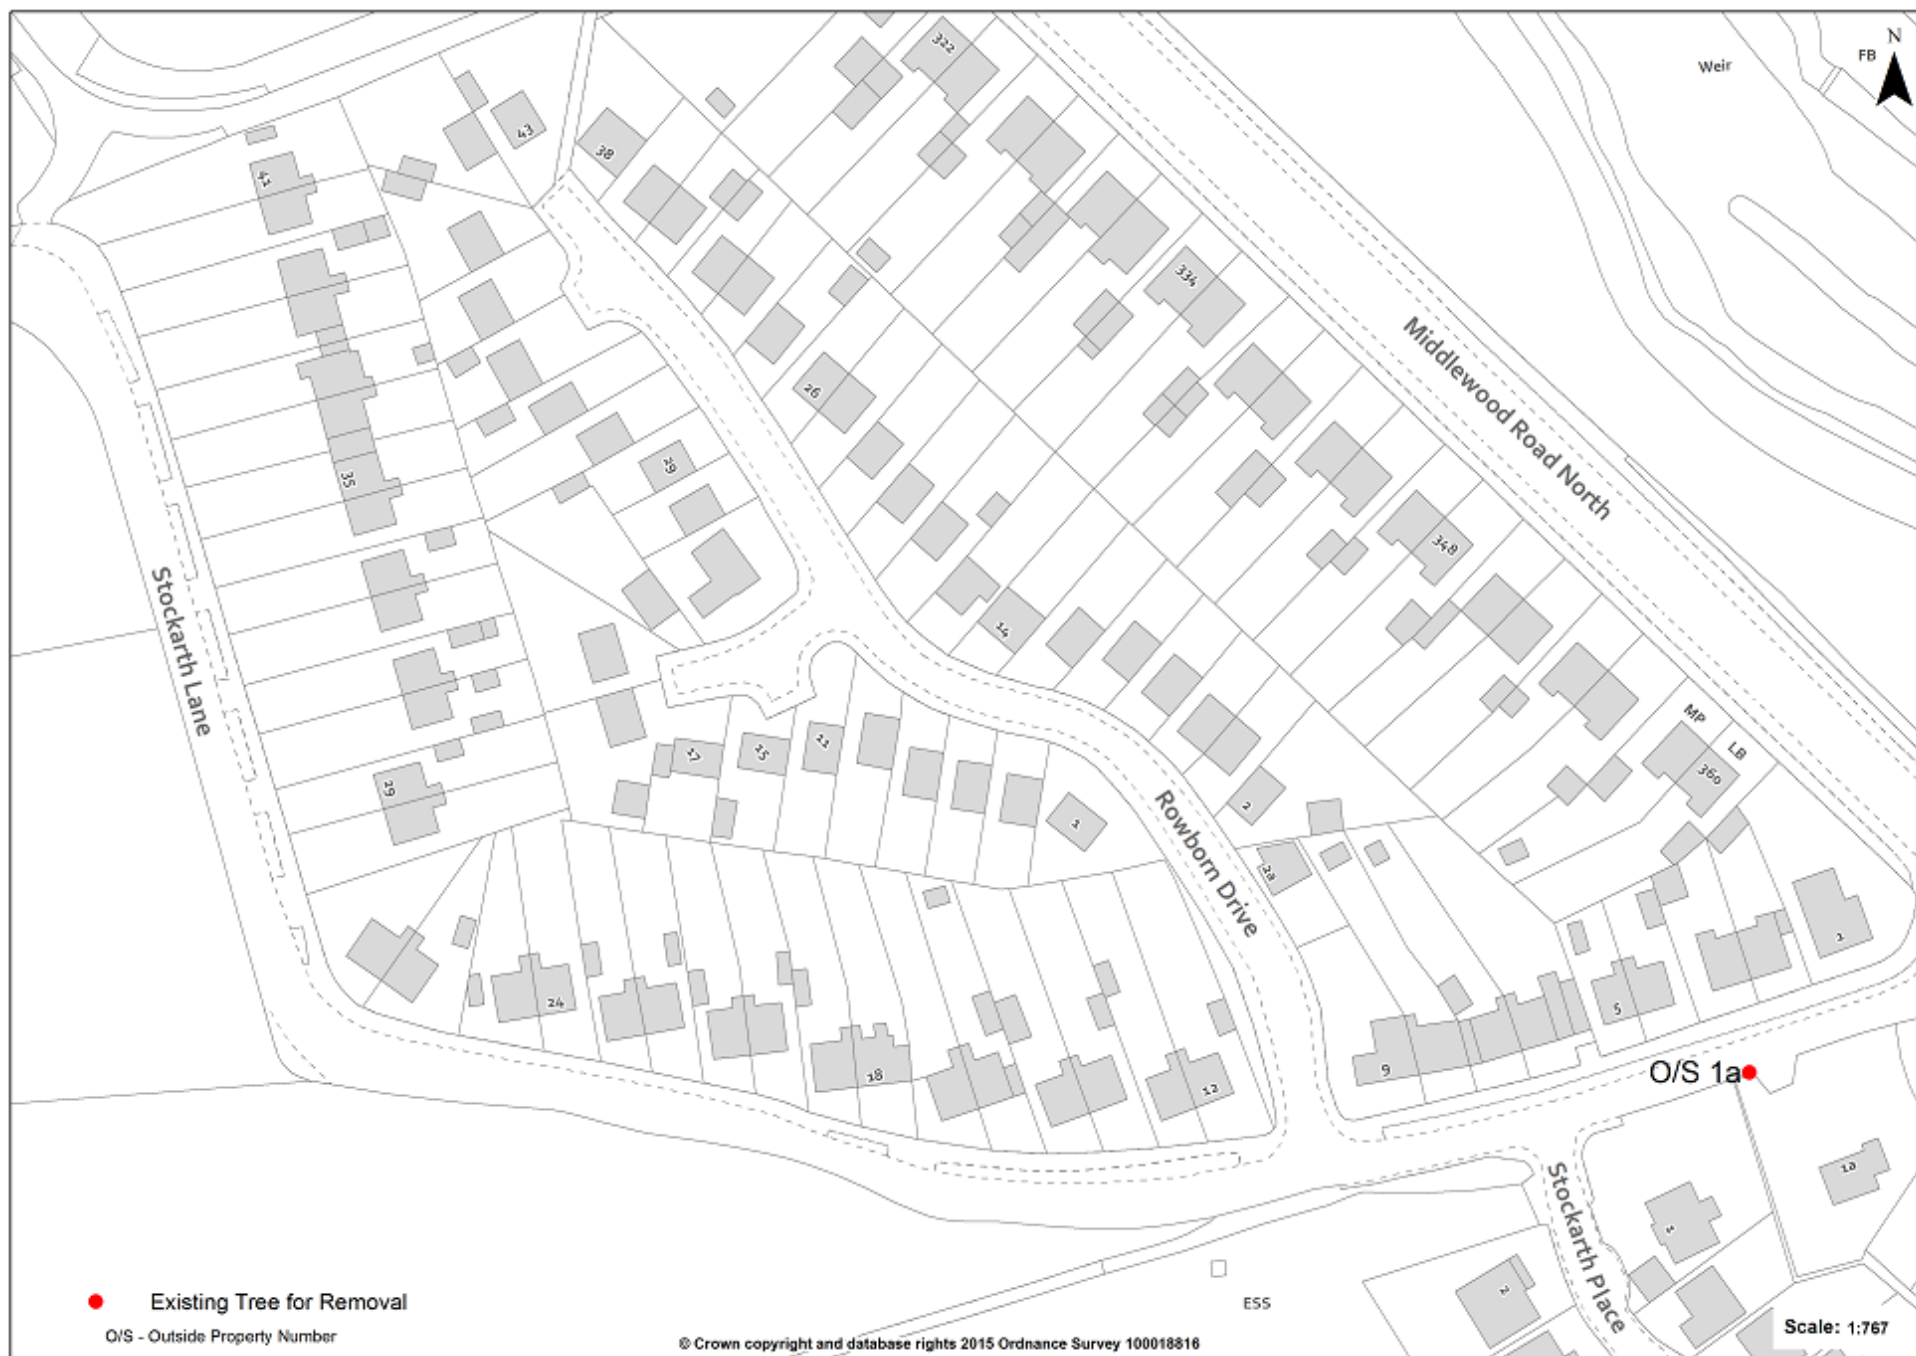 322
N
FB
Weir
43
38
41
334
Middlewood Road North
26
29
35
348
Stockarth Lane
14
MP
LB
360
17
15
11
29
1
2
Rowborn Drive
2a
1
24
5
18
9
12
O/S 1a
1a
Stockarth Place
1
2
ESS
Existing Tree for Removal
O/S - Outside Property Number
© Crown copyright and database rights 2015 Ordnance Survey 100018816
Scale: 1:767